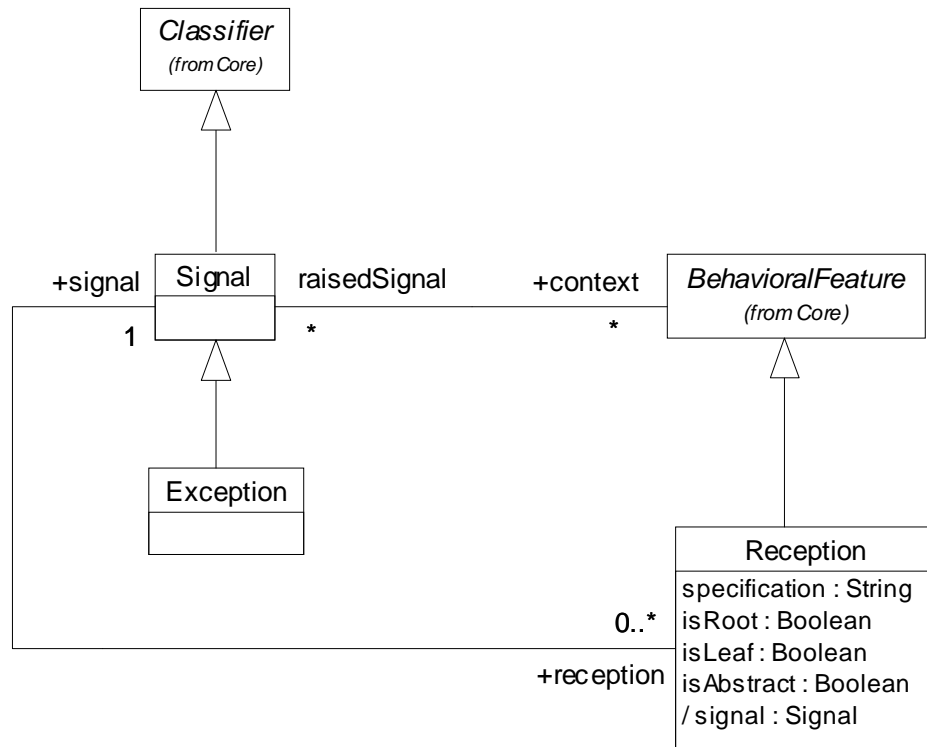 Classifier
(from Core)
+signal
Signal
raisedSignal
+context
BehavioralFeature
(from Core)
1
*
*
Exception
Reception
specification : String
isRoot : Boolean
isLeaf : Boolean
isAbstract : Boolean
/ signal : Signal
0..*
+reception